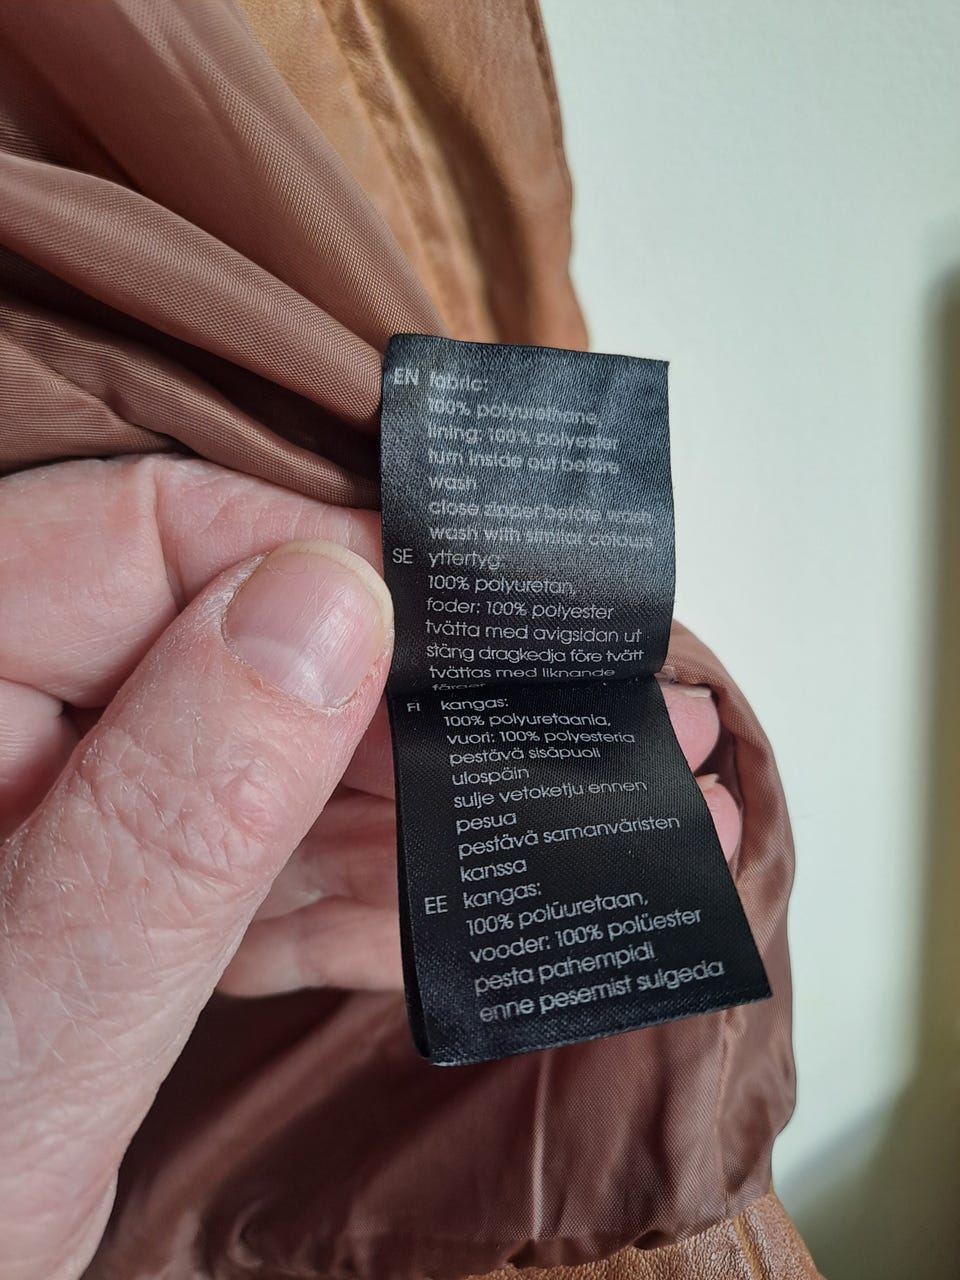 EN fabric:
100% polyurethane,
lining: 100% polyester
turn inside out before
wash
close zipper before wash
wash with similar colours
SE yttertyg:
100% polyuretan,
foder: 100% polyester
tvätta med avigsidan ut
stäng dragkedja före tvätt
tvättas med liknande
färger
FI kangas:
100% polyuretaania,
vuori: 100% polyesteria
pestävä sisäpuoli
ulospäin
sulje vetoketju ennen
pesua
pestävä samanväristen
kanssa
EE kangas:
100% polüuretaan,
vooder: 100% polüester
pesta pahempidi
enne pesemist sulgeda